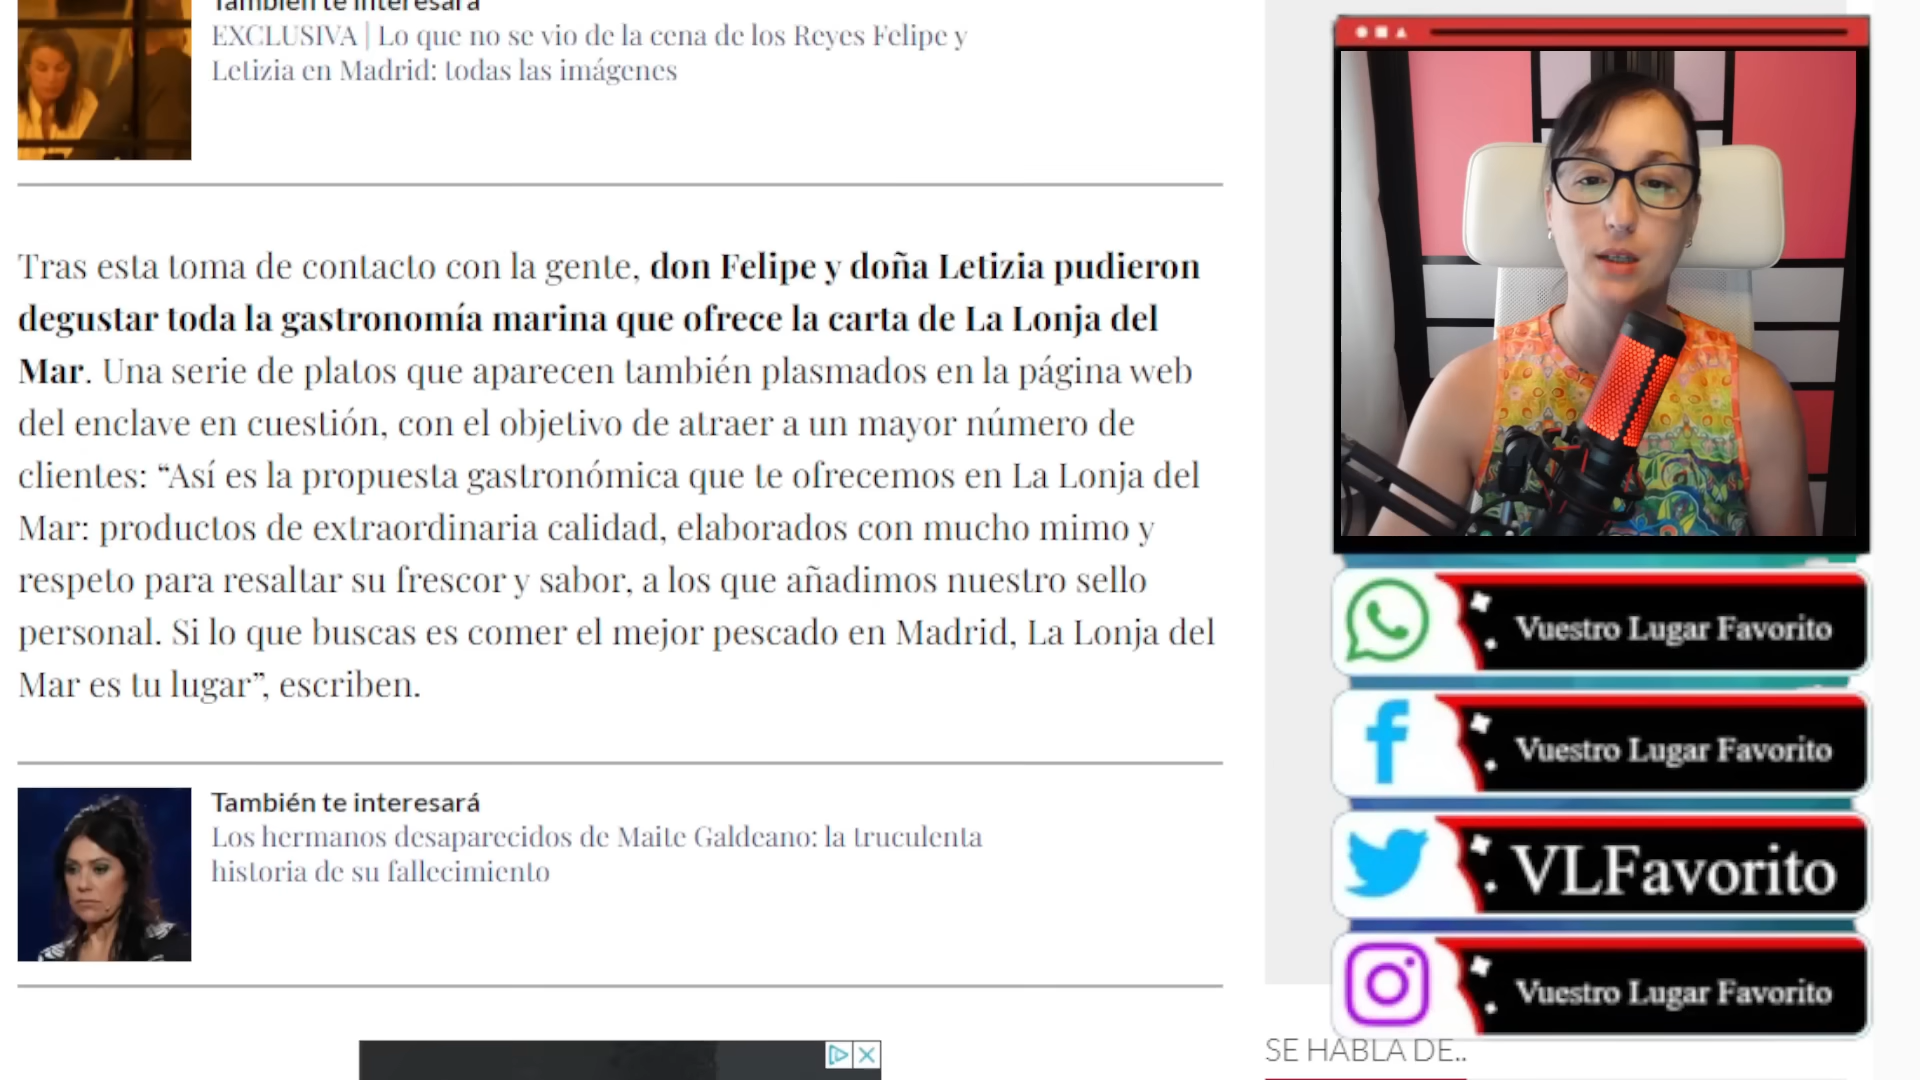 También te interesará
EXCLUSIVA | Lo que no se vio de la cena de los Reyes Felipe y
Letizia en Madrid: todas las imágenes
Tras esta toma de contacto con la gente, don Felipe y doña Letizia pudieron
degustar toda la gastronomía marina que ofrece la carta de La Lonja del
Mar. Una serie de platos que aparecen también plasmados en la página web
del enclave en cuestión, con el objetivo de atraer a un mayor número de
clientes: “Así es la propuesta gastronómica que te ofrecemos en La Lonja del
Mar: productos de extraordinaria calidad, elaborados con mucho mimo y
respeto para resaltar su frescor y sabor, a los que añadimos nuestro sello
personal. Si lo que buscas es comer el mejor pescado en Madrid, La Lonja del
Mar es tu lugar”, escriben.
También te interesará
Los hermanos desaparecidos de Maite Galdeano: la truculenta
historia de su fallecimiento
Vuestro Lugar Favorito
Vuestro Lugar Favorito
VLFavorito
Vuestro Lugar Favorito
SE HABLA DE..